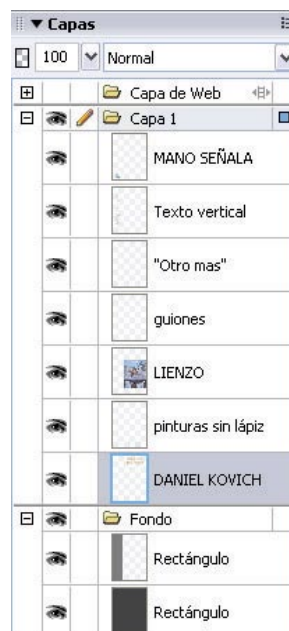 Capas
100 Normal
Capa de Web
Capa 1
MANO SEÑALA
Texto vertical
"Otro mas"
guiones
LIENZO
pinturas sin lápiz
DANIEL KOVICH
Fondo
Rectángulo
Rectángulo